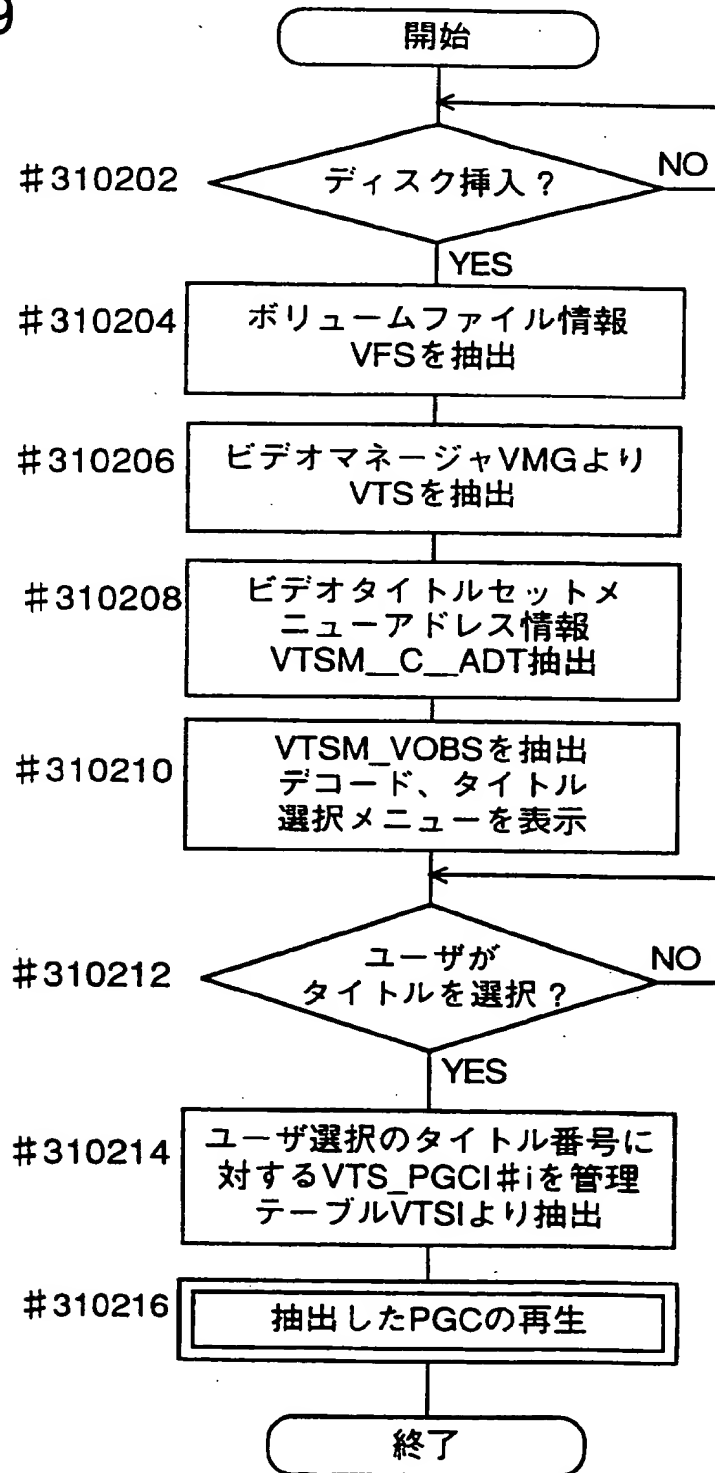 9
開始
#310202
ディスク挿入?
NO
YES
#310204
ボリュームファイル情報
VFSを抽出
#310206
ビデオマネージャVMGより
VTSを抽出
#310208
ビデオタイトルセットメ
ニューアドレス情報
VTSM__C__ADT抽出
#310210
VTSM_VOBSを抽出
デコード、タイトル
選択メニューを表示
#310212
ユーザが
タイトルを選択?
NO
YES
#310214
ユーザ選択のタイトル番号に
対するVTS_PGCI#iを管理
テーブルVTSIより抽出
#310216
抽出したPGCの再生
終了